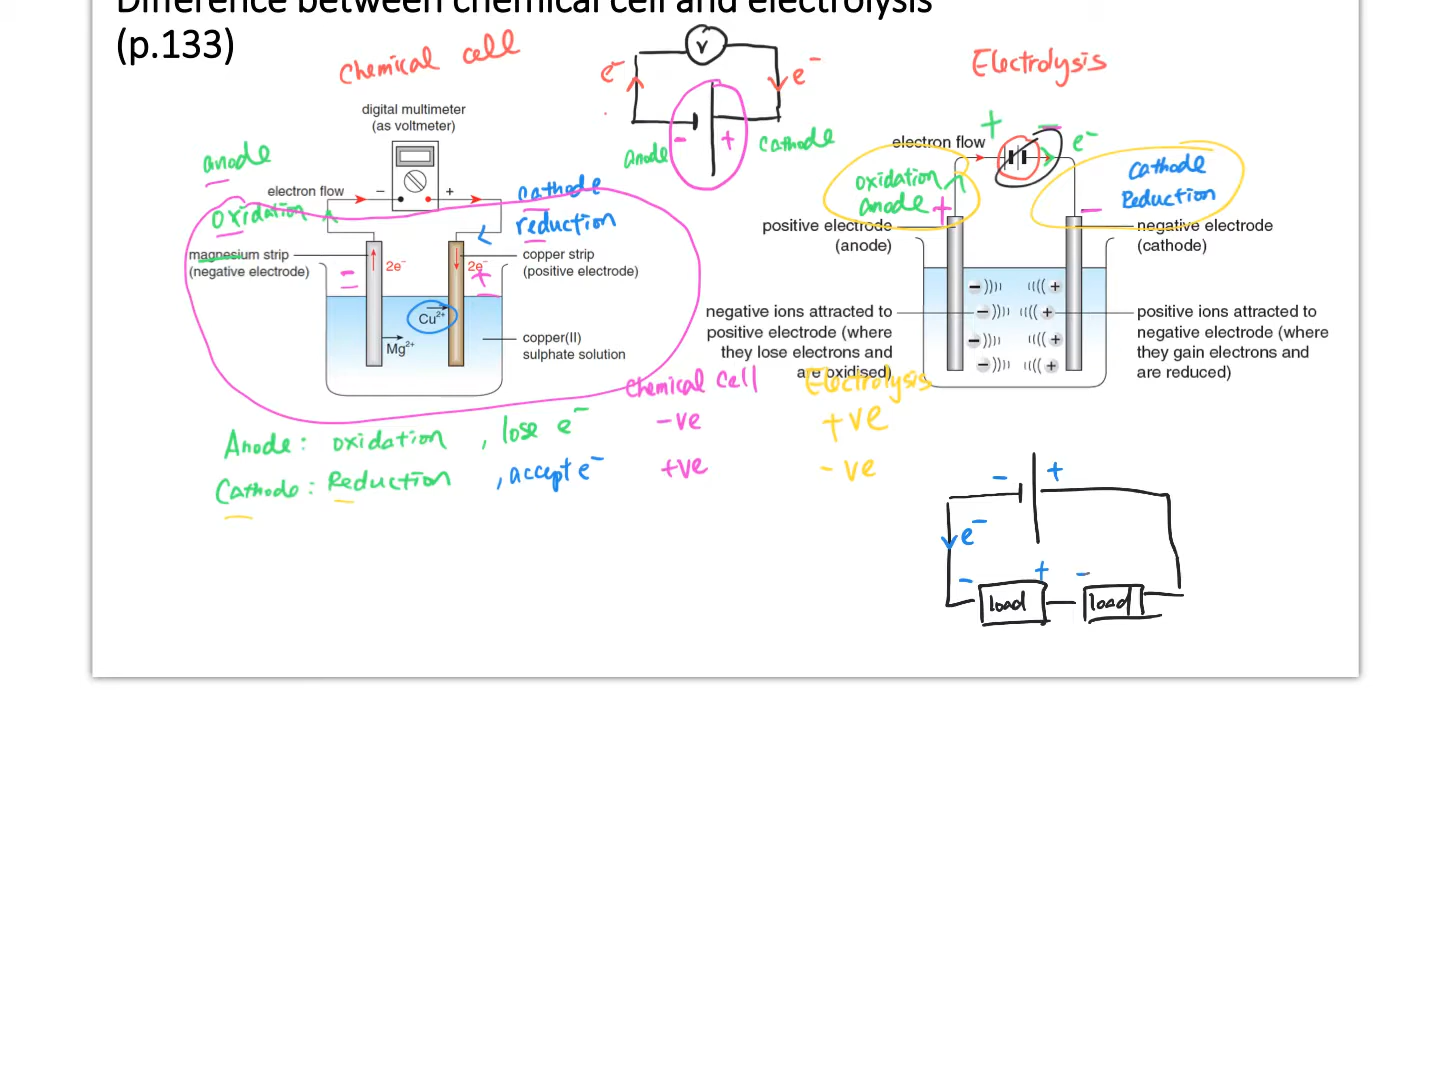 Difference between chemical cell and electrolysis
(p.133)
Chemical cell
digital multimeter
(as voltmeter)
anode
electron flow
−
+
cathode
oxidation
reduction
magnesium strip
(negative electrode)
−
2e⁻
2e⁻
+
copper strip
(positive electrode)
Cu²⁺
Mg²⁺
copper(II)
sulphate solution
V
e⁻
e⁻
anode
−
+
cathode
Electrolysis
electron flow
+
−
e⁻
oxidation
anode +
cathode
Reduction
−
positive electrode
(anode)
negative electrode
(cathode)
negative ions attracted to
positive electrode (where
they lose electrons and
are oxidised)
− +
− +
− +
− +
positive ions attracted to
negative electrode (where
they gain electrons and
are reduced)
Chemical cell Electrolysis
Anode: oxidation , lose e⁻ -ve +ve
Cathode: Reduction , accept e⁻ +ve -ve
− +
e⁻
− + −
load load